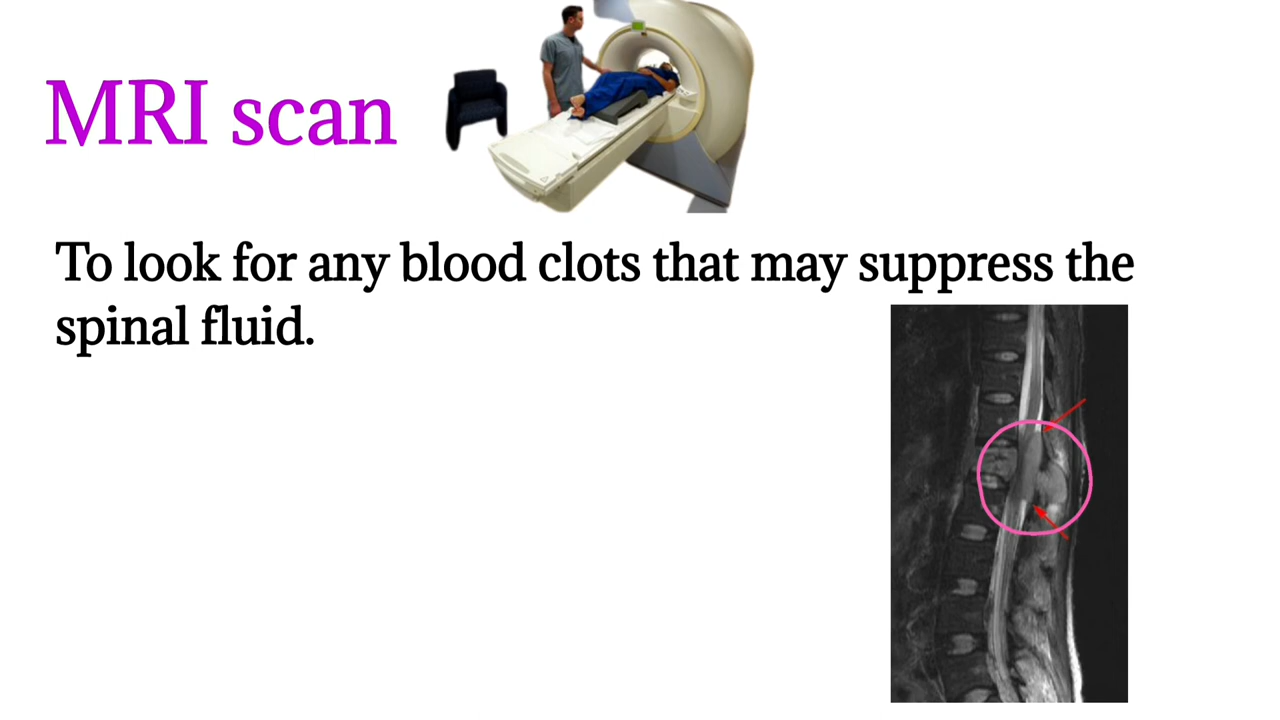 MRI scan
To look for any blood clots that may suppress the
spinal fluid.